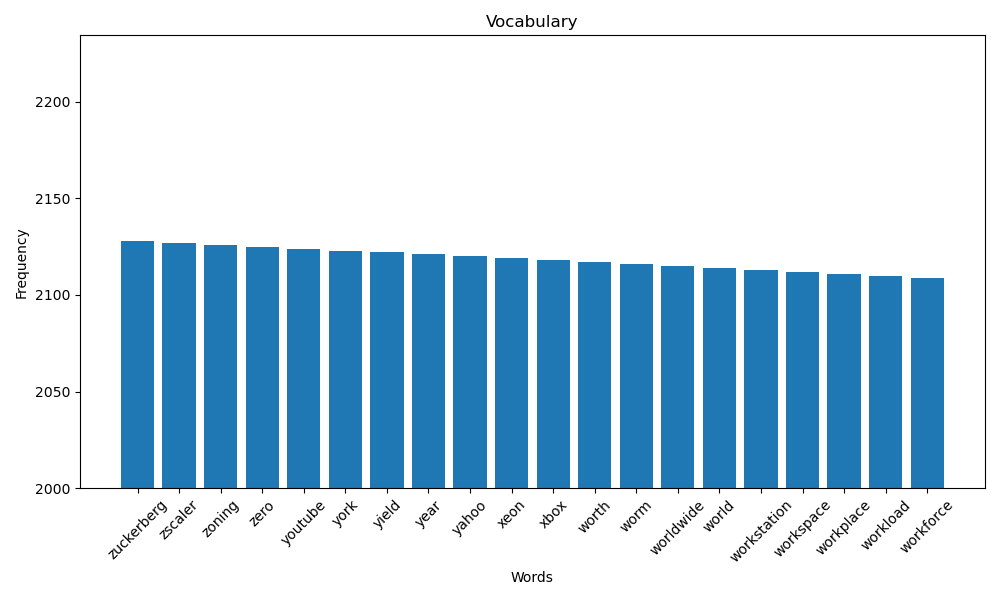 Vocabulary
Frequency
2200
2150
2100
2050
2000
zuckerberg
zscaler
zoning
zero
youtube
york
yield
year
yahoo
xeon
xbox
worth
worm
worldwide
world
workstation
workspace
workplace
workload
workforce
Words